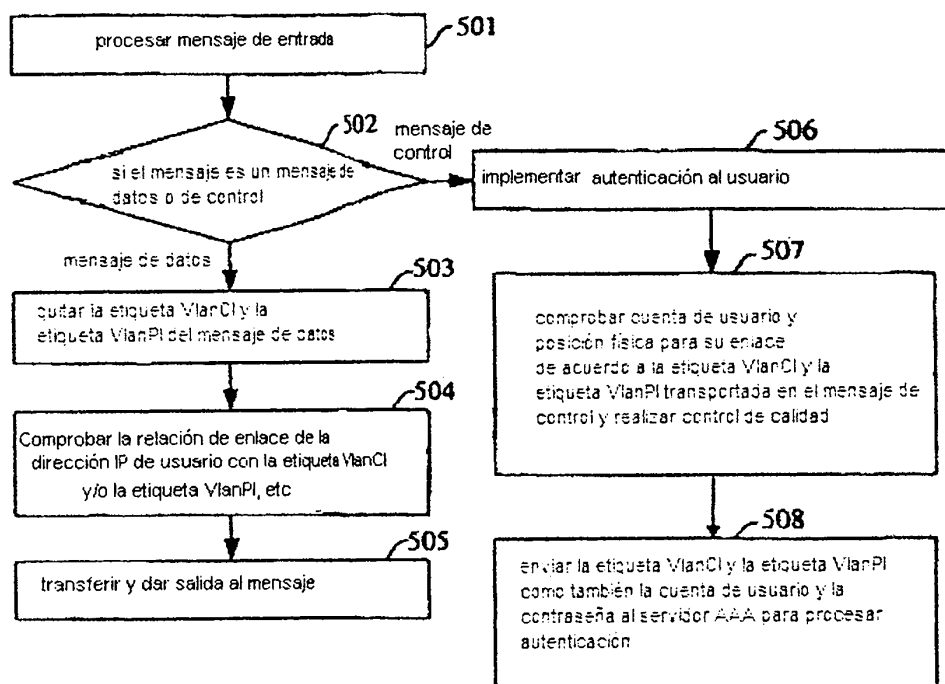 501
procesar mensaje de entrada
502
mensaje de
control
si el mensaje es un mensaje de
datos o de control
506
implementar autenticación al usuario
mensaje de datos
503
quitar la etiqueta VlanCI y la
etiqueta VlanPI del mensaje de datos
507
comprobar cuenta de usuario y
posición física para su enlace
de acuerdo a la etiqueta VlanCI y la
etiqueta VlanPI transportada en el mensaje de
control y realizar control de calidad
504
Comprobar la relación de enlace de la
dirección IP de usuario con la etiqueta VlanCI
y/o la etiqueta VlanPI, etc
505
transferir y dar salida al mensaje
508
enviar la etiqueta VlanCI y la etiqueta VlanPI
como también la cuenta de usuario y la
contraseña al servidor AAA para procesar
autenticación